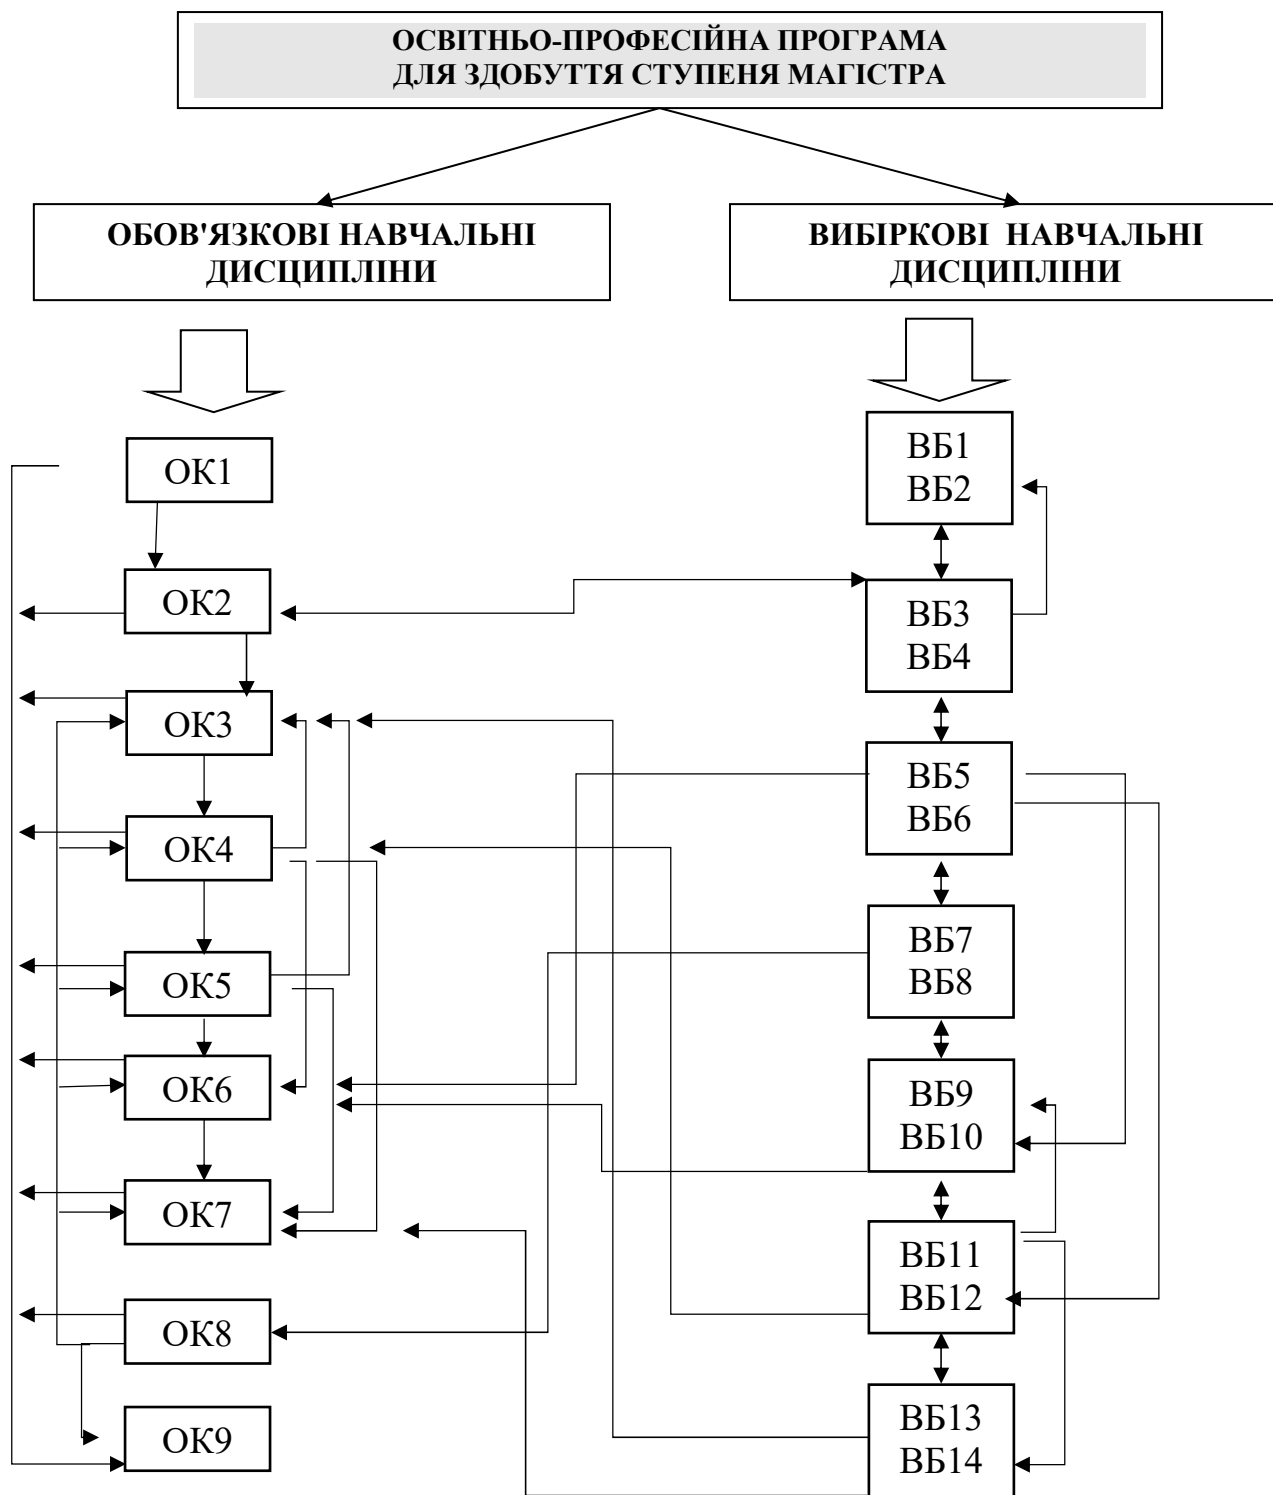 ОСВІТНЬО-ПРОФЕСІЙНА ПРОГРАМА
ДЛЯ ЗДОБУТТЯ СТУПЕНЯ МАГІСТРА
ОБОВ'ЯЗКОВІ НАВЧАЛЬНІ
ДИСЦИПЛІНИ
ВИБІРКОВІ НАВЧАЛЬНІ
ДИСЦИПЛІНИ
ОК1
ОК2
ОК3
ОК4
ОК5
ОК6
ОК7
ОК8
ОК9
ВБ1
ВБ2
ВБ3
ВБ4
ВБ5
ВБ6
ВБ7
ВБ8
ВБ9
ВБ10
ВБ11
ВБ12
ВБ13
ВБ14